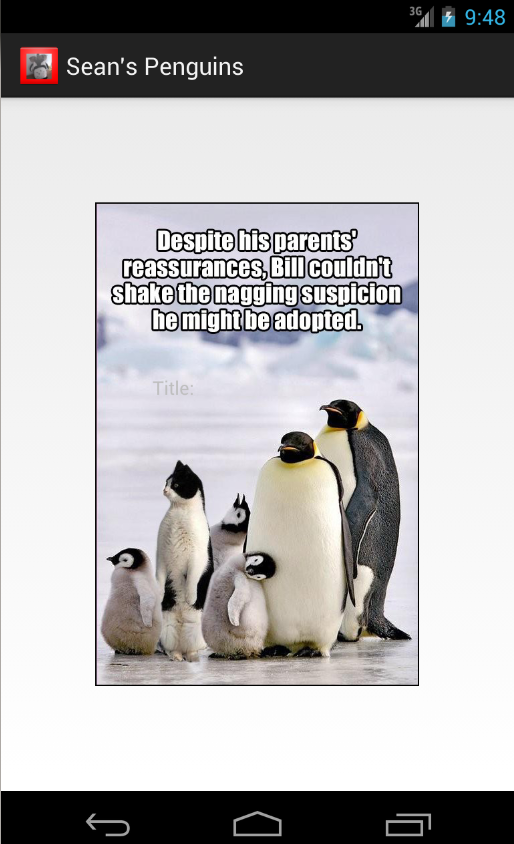 3G 9:48
Sean's Penguins
Despite his parents'
reassurances, Bill couldn't
shake the nagging suspicion
he might be adopted.
Title: